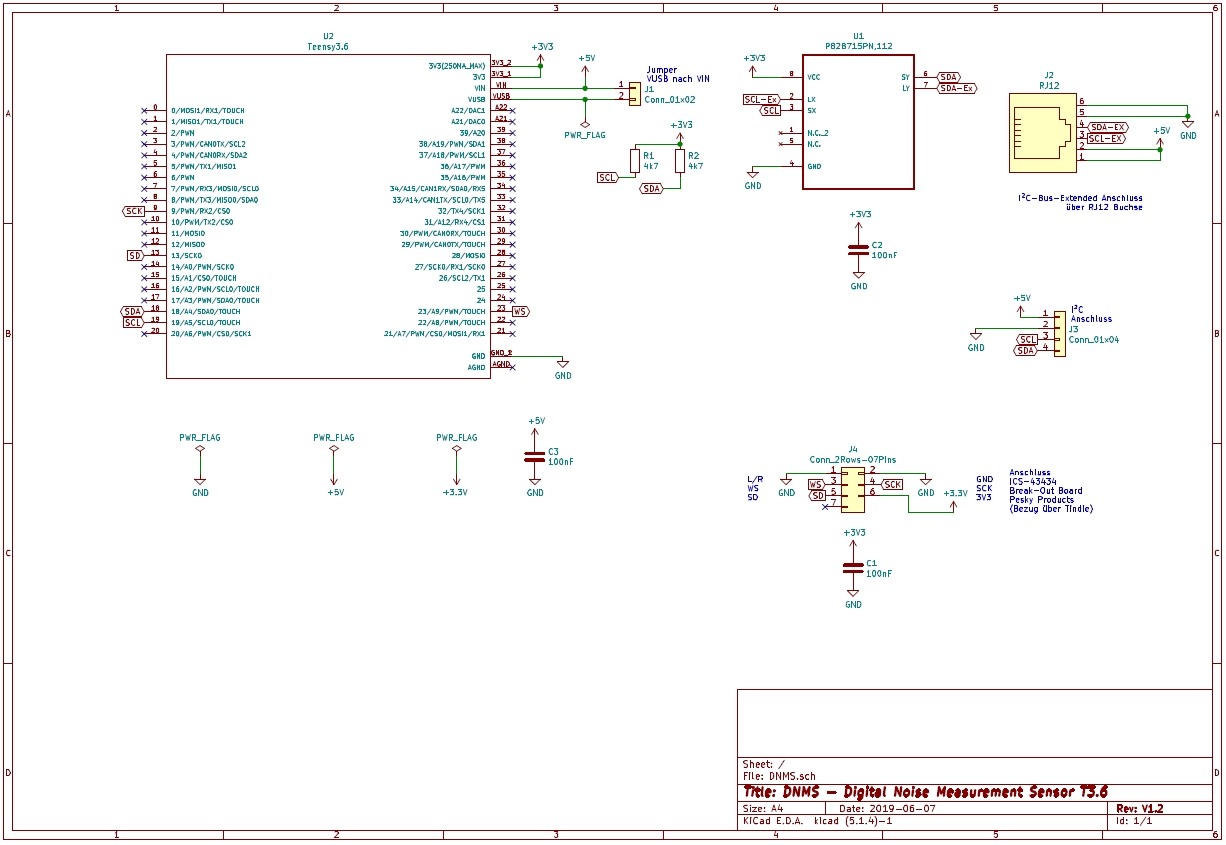 1 2 3 4 5 6
A
B
C
D
U2
Teensy3.6
3V3(250MA_MAX) 3V3_2
3V3 3V3_1
VIN VIN
VUSB VUSB
A22/DAC1 A22
A21/DAC0 A21
39/A20 39
38/A19/PWM/SDA1 38
37/A18/PWM/SCL1 37
36/A17/PWM 36
35/A16/PWM 35
34/A15/CAN1RX/SDA0/RX5 34
33/A14/CAN1TX/SCL0/TX5 33
32/TX4/SCK1 32
31/A12/RX4/CS1 31
30/PWM/CAN0RX/TOUCH 30
29/PWM/CAN0TX/TOUCH 29
28/MOSI0 28
27/SCK0/RX1/SCK0 27
26/SCL2/TX1 26
25 25
24 24
23/A9/PWM/TOUCH 23 WS
22/A8/PWM/TOUCH 22
21/A7/PWM/CS0/MOSI1/RX1 21
GND GND_2
AGND AGND
GND
0 0/MOSI1/RX1/TOUCH
1 1/MISO1/TX1/TOUCH
2 2/PWM
3 3/PWM/CAN0TX/SCL2
4 4/PWM/CAN0RX/SDA2
5 5/PWM/TX1/MISO1
6 6/PWM
7 7/PWM/RX3/MOSI0/SCL0
8 8/PWM/TX3/MISO0/SDA0
SCK 9 9/PWM/RX2/CS0
10 10/PWM/TX2/CS0
11 11/MOSI0
12 12/MISO0
SD 13 13/SCK0
14 14/A0/PWM/SCK0
15 15/A1/CS0/TOUCH
16 16/A2/PWM/SCL0/TOUCH
17 17/A3/PWM/SDA0/TOUCH
SDA 18 18/A4/SDA0/TOUCH
SCL 19 19/A5/SCL0/TOUCH
20 20/A6/PWM/CS0/SCK1
+3V3
+5V
Jumper
VUSB nach VIN
1 J1
2 Conn_01x02
PWR_FLAG
+3V3
R1
4k7
R2
4k7
SCL
SDA
U1
P82B715PN,112
+3V3
8 VCC
SCL-Ex 2 LX
SCL 3 SX
1 N.C._2
5 N.C.
4 GND
GND
SY 6 SDA
LY 7 SDA-Ex
J2
RJ12
6
5
4 SDA-EX
3 SCL-EX
2
1
GND
+5V
I²C-Bus-Extended Anschluss
über RJ12 Buchse
+3V3
C2
100nF
GND
+5V
I²C
Anschluss
J3
Conn_01x04
1
2
SCL 3
SDA 4
GND
PWR_FLAG
GND
PWR_FLAG
+5V
PWR_FLAG
+3.3V
+5V
C3
100nF
GND
J4
Conn_2Rows-07Pins
L/R
WS
SD
GND
1 2
WS 3 4 SCK
SD 5 6
7
GND
+3.3V
GND
SCK
3V3
Anschluss
ICS-43434
Break-Out Board
Pesky Products
(Bezug über Tindie)
+3V3
C1
100nF
GND
Sheet: /
File: DNMS.sch
Title: DNMS – Digital Noise Measurement Sensor T3.6
Size: A4 Date: 2019-06-07 Rev: V1.2
KiCad E.D.A. kicad (5.1.4)-1 Id: 1/1
A
B
C
D
1 2 3 4 5 6